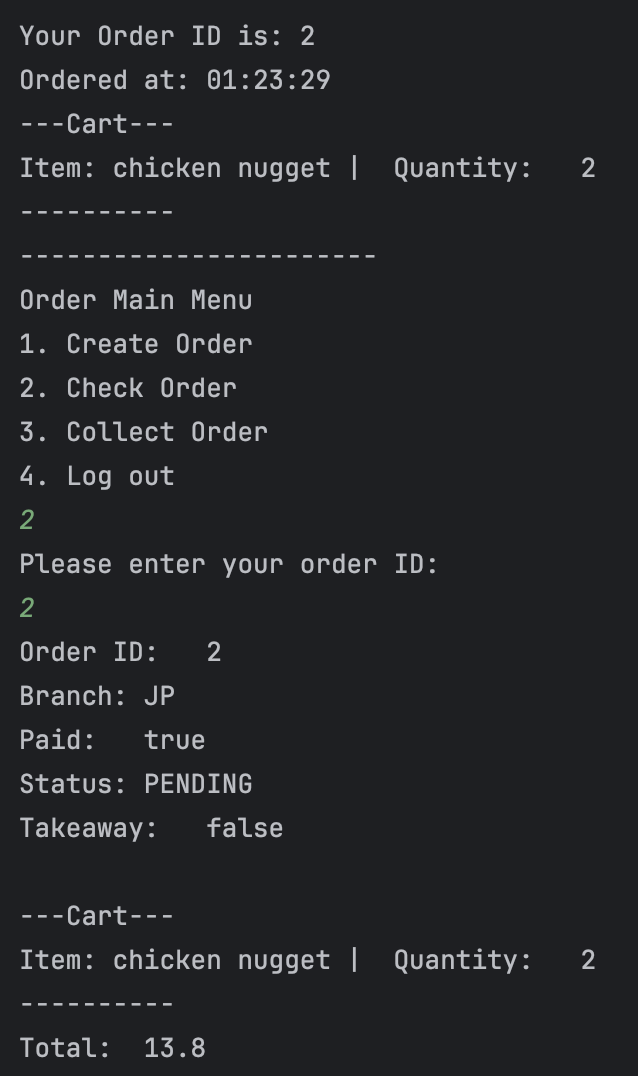 Your Order ID is: 2
Ordered at: 01:23:29
---Cart---
Item: chicken nugget |  Quantity:   2
----------
-----------------------
Order Main Menu
1. Create Order
2. Check Order
3. Collect Order
4. Log out
2
Please enter your order ID:
2
Order ID:   2
Branch: JP
Paid:   true
Status: PENDING
Takeaway:   false

---Cart---
Item: chicken nugget |  Quantity:   2
----------
Total:  13.8